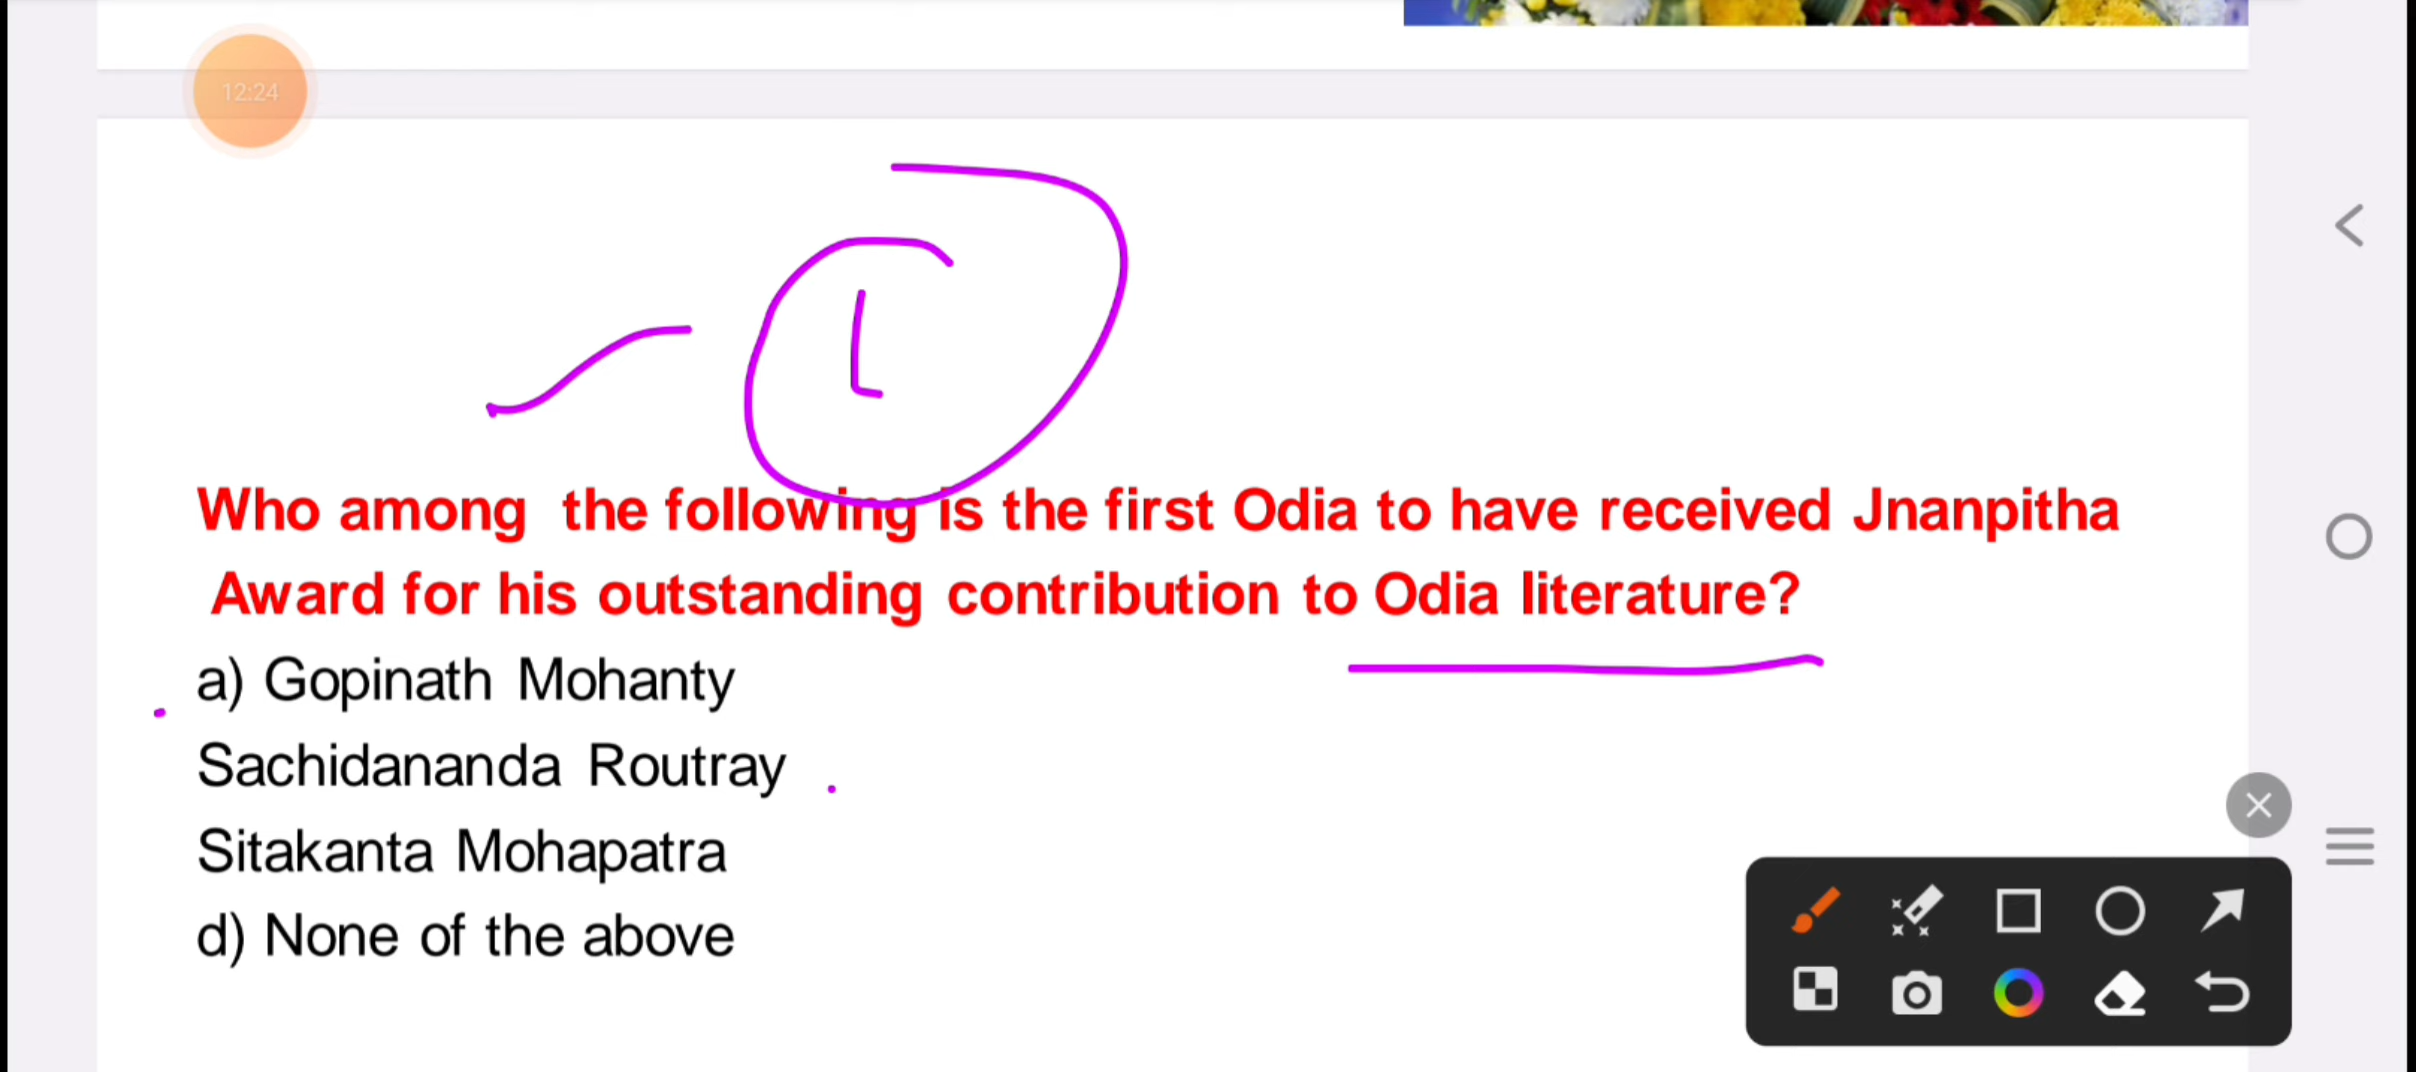 12:24
Who among the following is the first Odia to have received Jnanpitha
Award for his outstanding contribution to Odia literature?
a) Gopinath Mohanty
Sachidananda Routray
Sitakanta Mohapatra
d) None of the above